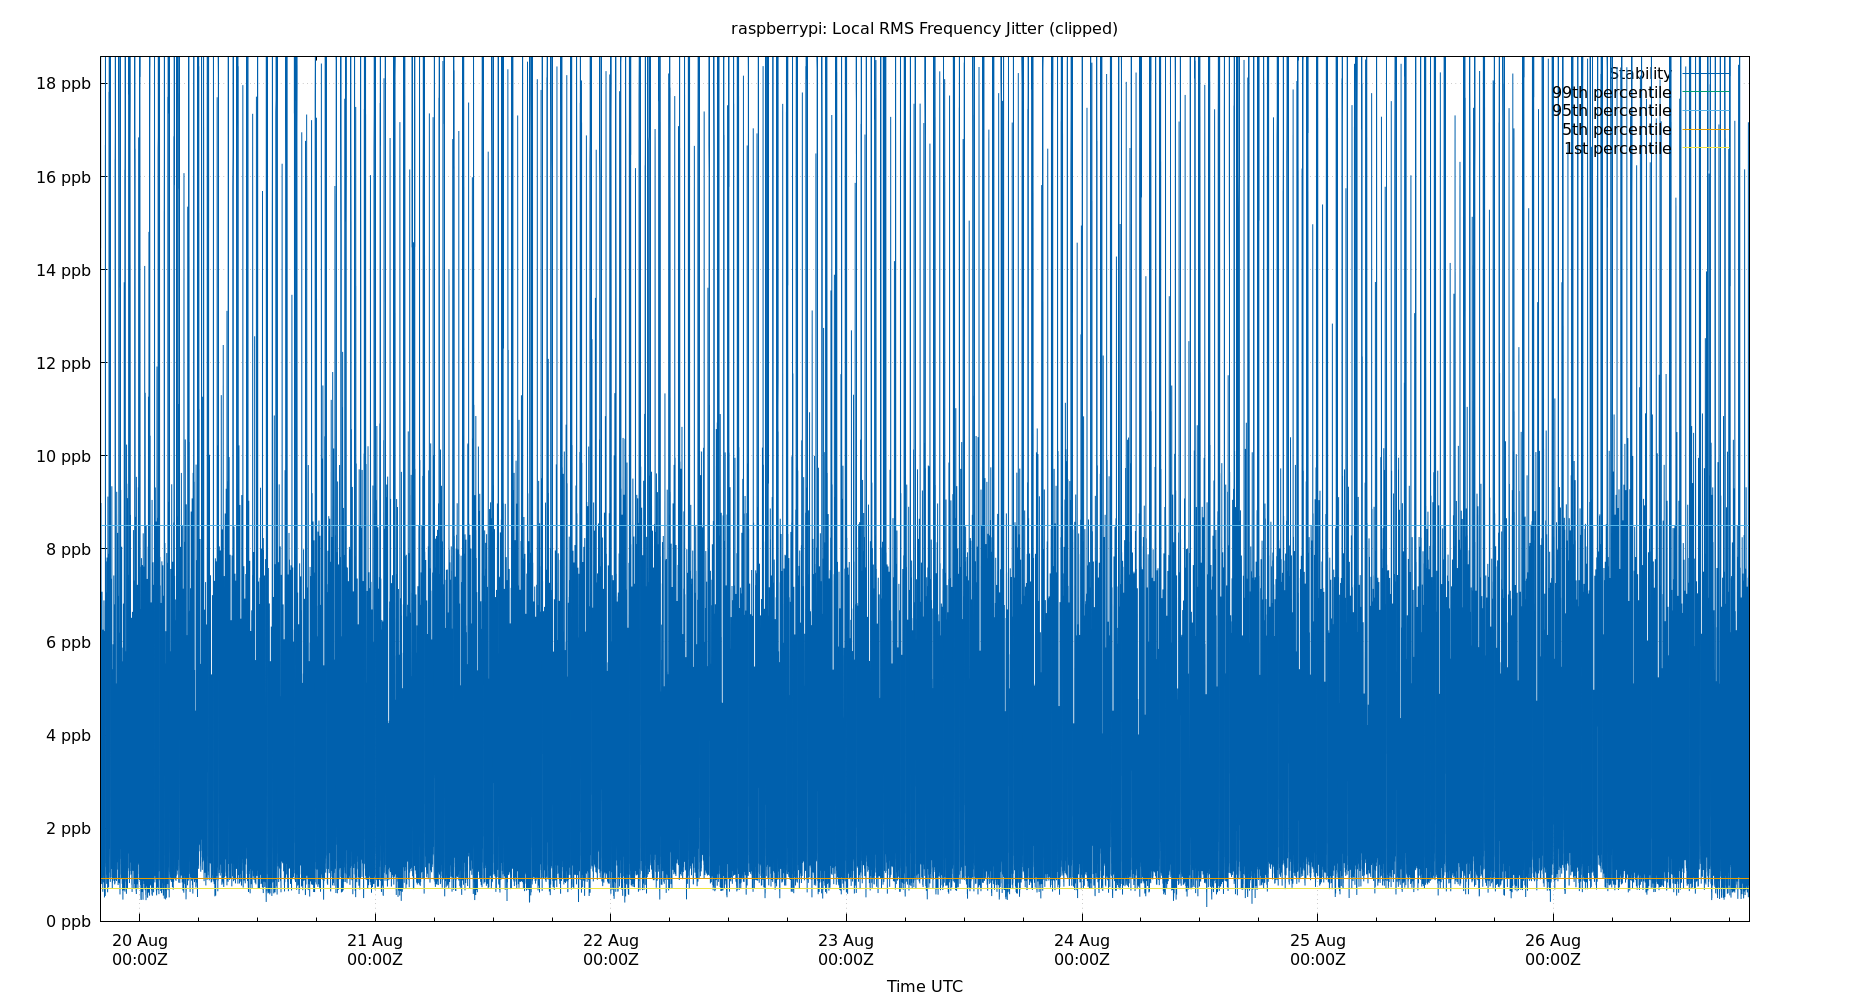 raspberrypi: Local RMS Frequency Jitter (clipped)
18 ppb
16 ppb
14 ppb
12 ppb
10 ppb
8 ppb
6 ppb
4 ppb
2 ppb
0 ppb
Stability
99th percentile
95th percentile
5th percentile
1st percentile
20 Aug
00:00Z
21 Aug
00:00Z
22 Aug
00:00Z
23 Aug
00:00Z
24 Aug
00:00Z
25 Aug
00:00Z
26 Aug
00:00Z
Time UTC